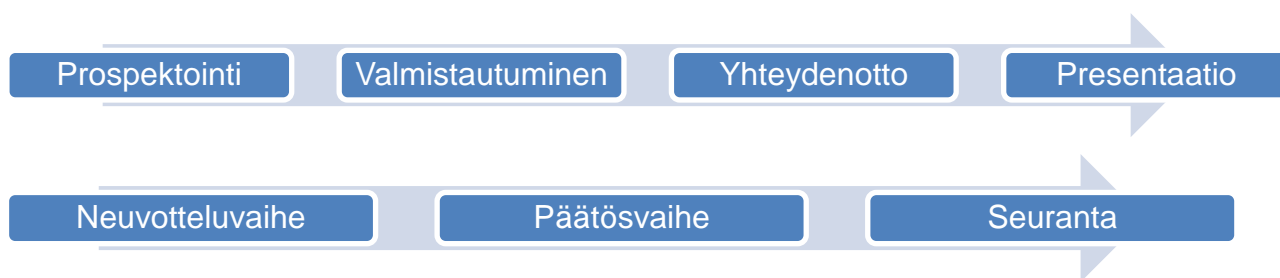 Prospektointi Valmistautuminen Yhteydenotto Presentaatio
Neuvotteluvaihe Päätösvaihe Seuranta